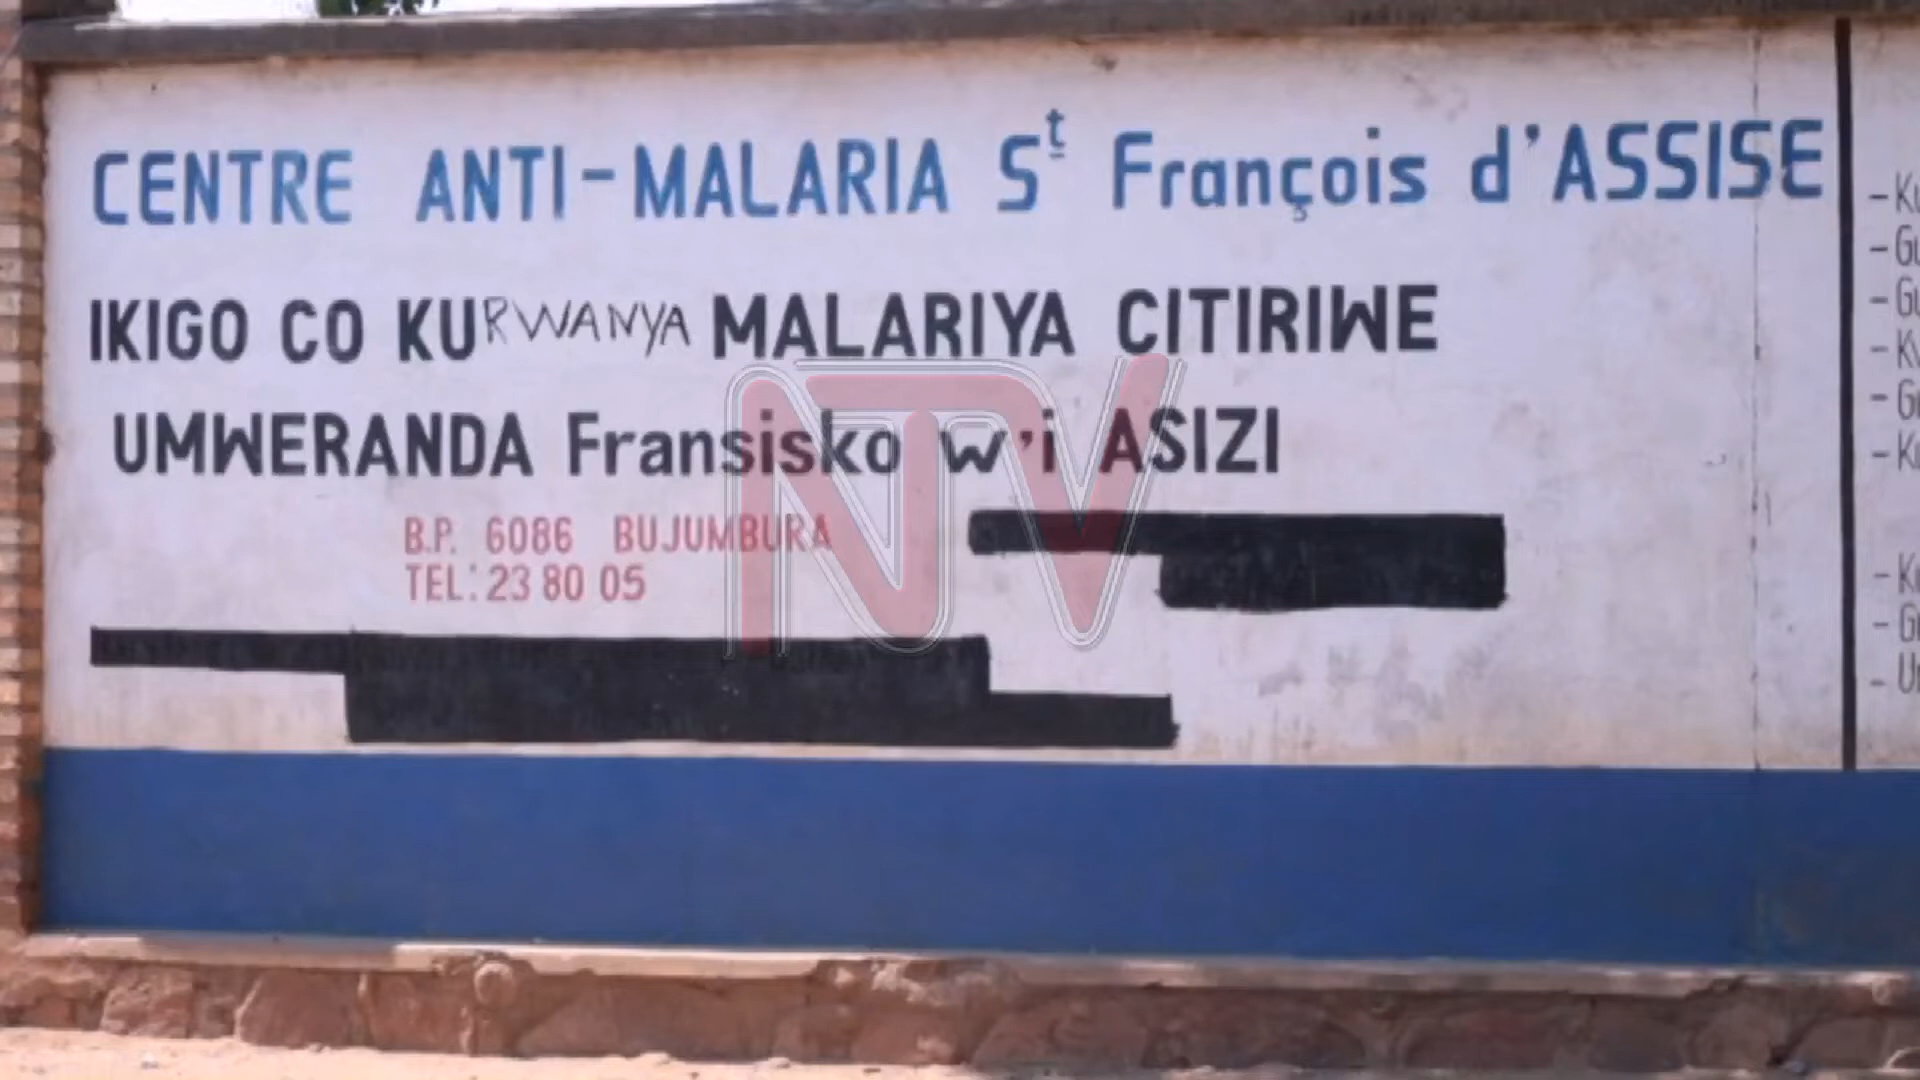 CENTRE ANTI-MALARIA St François d'ASSISE
IKIGO CO KURWANYA MALARIYA CITIRIWE
UMWERANDA Fransisko w'i ASIZI
B.P. 6086 BUJUMBURA
TEL: 23 80 05
NTV